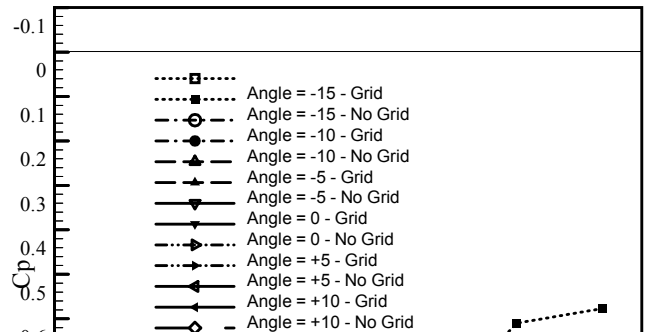 -0.1
0
Angle = -15 - Grid
0.1
Angle = -15 - No Grid
Angle = -10 - Grid
0.2
Angle = -10 - No Grid
Angle = -5 - Grid
0.3
Angle = -5 - No Grid
Angle = 0 - Grid
0.4
Angle = 0 - No Grid
Angle = +5 - Grid
Cp
0.5
Angle = +5 - No Grid
Angle = +10 - Grid
Angle = +10 - No Grid